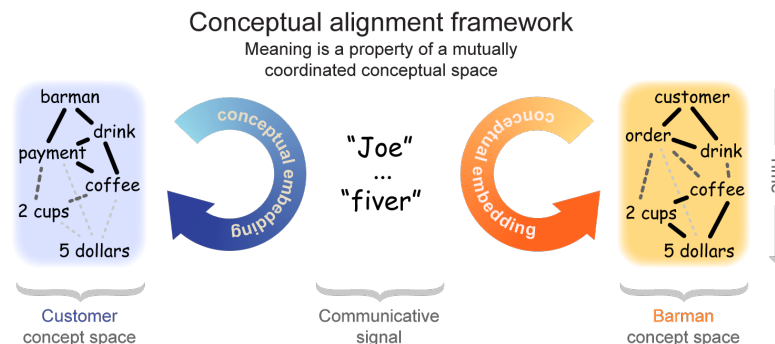 Conceptual alignment framework
Meaning is a property of a mutually
coordinated conceptual space
barman
drink
payment
coffee
2 cups
5 dollars
conceptual embedding
“Joe”
...
“fiver”
conceptual embedding
customer
order
drink
coffee
2 cups
5 dollars
Customer
concept space
Communicative
signal
Barman
concept space